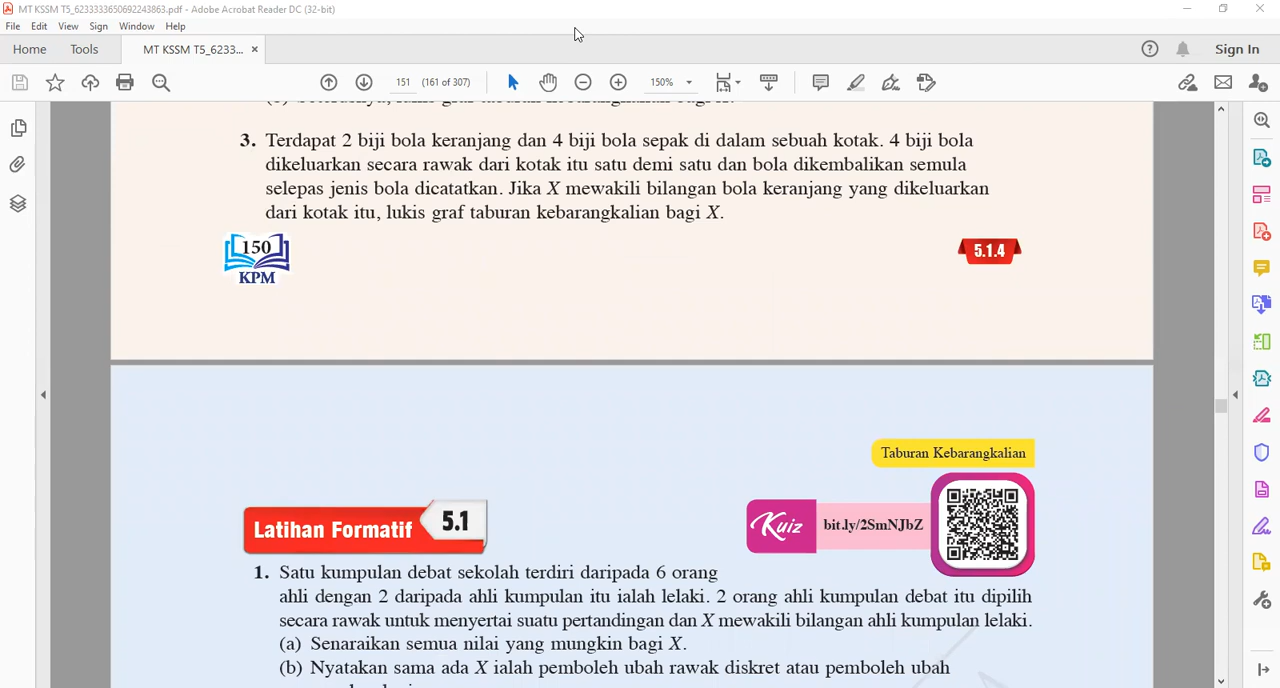 MT KSSM T5_6233333650692243863.pdf - Adobe Acrobat Reader DC (32-bit)
File Edit View Sign Window Help
Home Tools MT KSSM T5_6233... × Sign In
151 (161 of 307) 150%
3. Terdapat 2 biji bola keranjang dan 4 biji bola sepak di dalam sebuah kotak. 4 biji bola
dikeluarkan secara rawak dari kotak itu satu demi satu dan bola dikembalikan semula
selepas jenis bola dicatatkan. Jika X mewakili bilangan bola keranjang yang dikeluarkan
dari kotak itu, lukis graf taburan kebarangkalian bagi X.
150
KPM
5.1.4
Taburan Kebarangkalian
Latihan Formatif 5.1
Kuiz bit.ly/2SmNJbZ
1. Satu kumpulan debat sekolah terdiri daripada 6 orang
ahli dengan 2 daripada ahli kumpulan itu ialah lelaki. 2 orang ahli kumpulan debat itu dipilih
secara rawak untuk menyertai suatu pertandingan dan X mewakili bilangan ahli kumpulan lelaki.
(a) Senaraikan semua nilai yang mungkin bagi X.
(b) Nyatakan sama ada X ialah pemboleh ubah rawak diskret atau pemboleh ubah